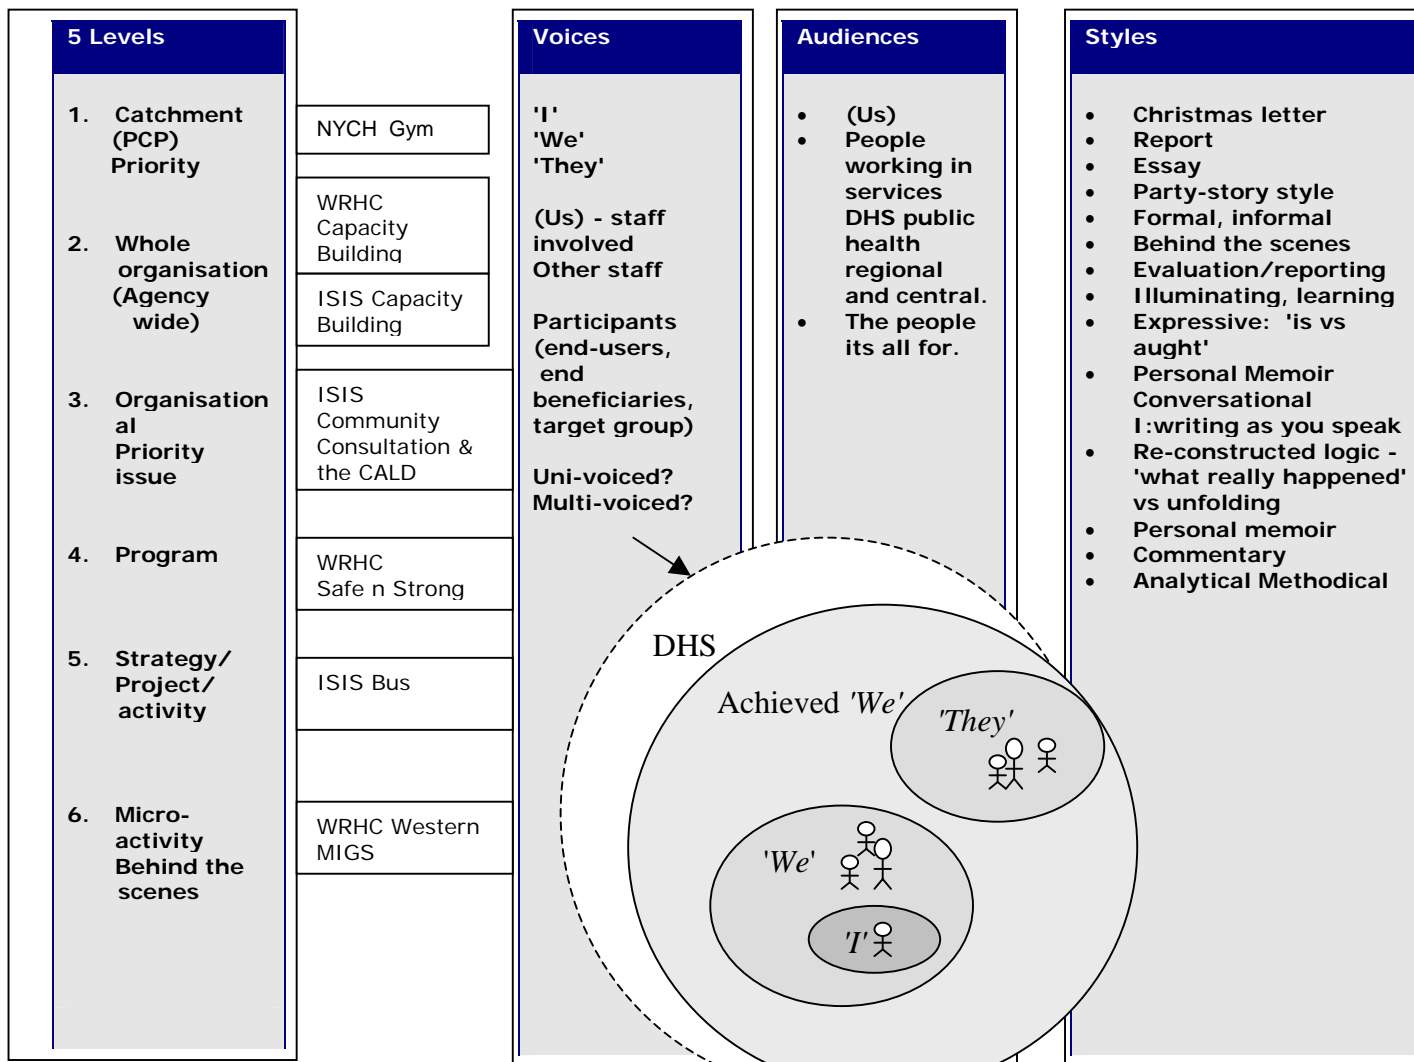 5 Levels
1. Catchment
(PCP)
Priority
2. Whole
organisation
(Agency
wide)
3. Organisation
al
Priority
issue
4. Program
5. Strategy/
Project/
activity
6. Micro-
activity
Behind the
scenes
NYCH Gym
WRHC
Capacity
Building
ISIS Capacity
Building
ISIS
Community
Consultation &
the CALD
WRHC
Safe n Strong
ISIS Bus
WRHC Western
MIGS
Voices
'I'
'We'
'They'
(Us) - staff
involved
Other staff
Participants
(end-users,
end
beneficiaries,
target group)
Uni-voiced?
Multi-voiced?
Audiences
• (Us)
• People
working in
services
DHS public
health
regional
and central.
• The people
its all for.
Styles
• Christmas letter
• Report
• Essay
• Party-story style
• Formal, informal
• Behind the scenes
• Evaluation/reporting
• Illuminating, learning
• Expressive: 'is vs
aught'
• Personal Memoir
Conversational
I:writing as you speak
• Re-constructed logic -
'what really happened'
vs unfolding
• Personal memoir
• Commentary
• Analytical Methodical
DHS
Achieved 'We'
'They'
'We'
'I'